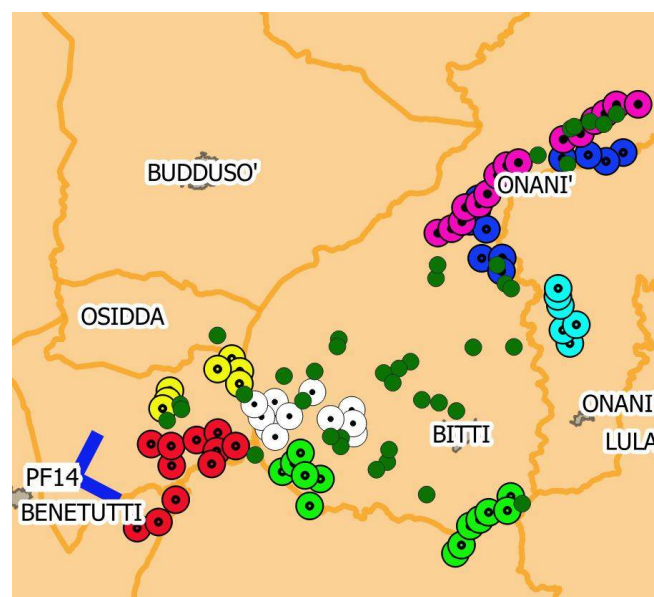 BUDDUSO'
ONANI'
OSIDDA
ONANI
BITTI
LULA
PF14
BENETUTTI